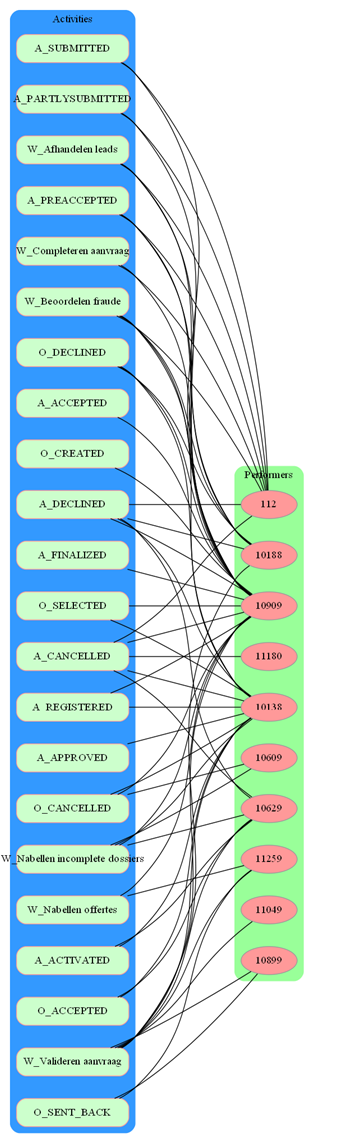 Activities
A_SUBMITTED
A_PARTLYSUBMITTED
W_Afhandelen leads
A_PREACCEPTED
W_Completeren aanvraag
W_Beoordelen fraude
O_DECLINED
A_ACCEPTED
O_CREATED
A_DECLINED
A_FINALIZED
O_SELECTED
A_CANCELLED
A_REGISTERED
A_APPROVED
O_CANCELLED
W_Nabellen incomplete dossiers
W_Nabellen offertes
A_ACTIVATED
O_ACCEPTED
W_Valideren aanvraag
O_SENT_BACK
Performers
112
10188
10909
11180
10138
10609
10629
11259
11049
10899